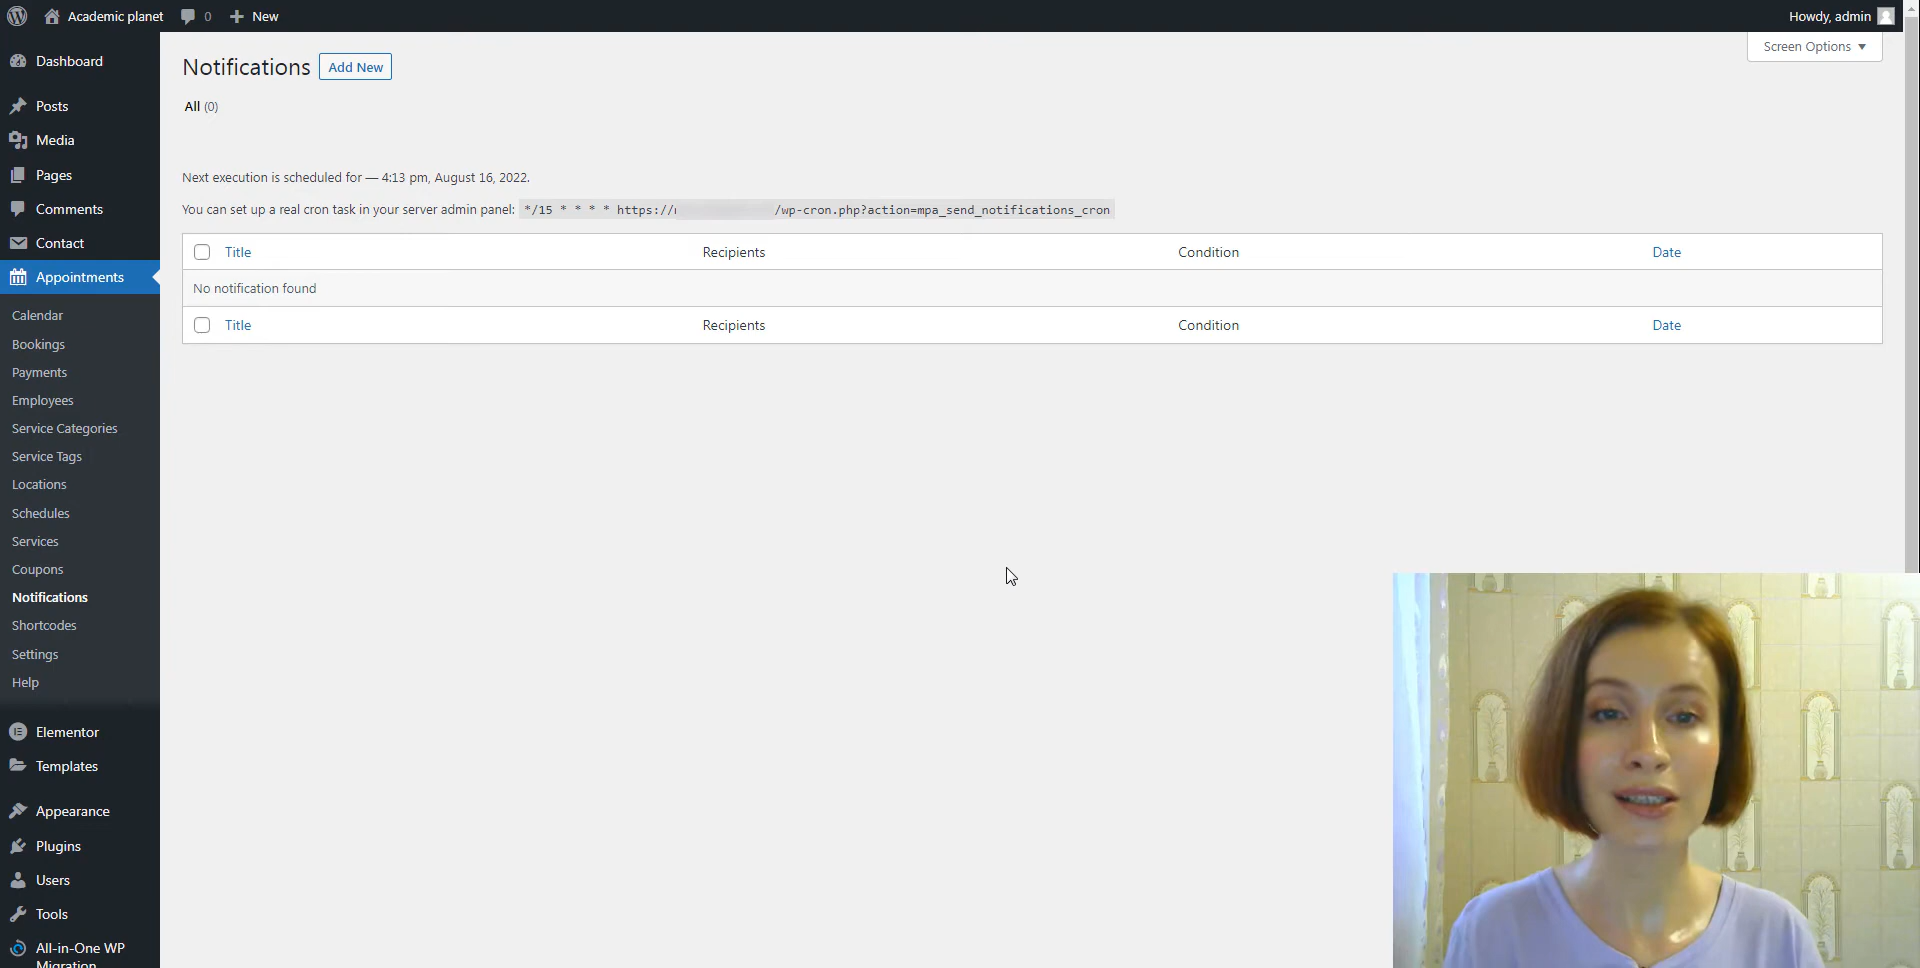 Academic planet 0 New
Howdy, admin
Screen Options
Dashboard
Posts
Media
Pages
Comments
Contact
Appointments
Calendar
Bookings
Payments
Employees
Service Categories
Service Tags
Locations
Schedules
Services
Coupons
Notifications
Shortcodes
Settings
Help
Elementor
Templates
Appearance
Plugins
Users
Tools
All-in-One WP
Migration
Notifications Add New
All (0)
Next execution is scheduled for — 4:13 pm, August 16, 2022.
You can set up a real cron task in your server admin panel: */15 * * * * https:// /wp-cron.php?action=mpa_send_notifications_cron
Title Recipients Condition Date
No notification found
Title Recipients Condition Date